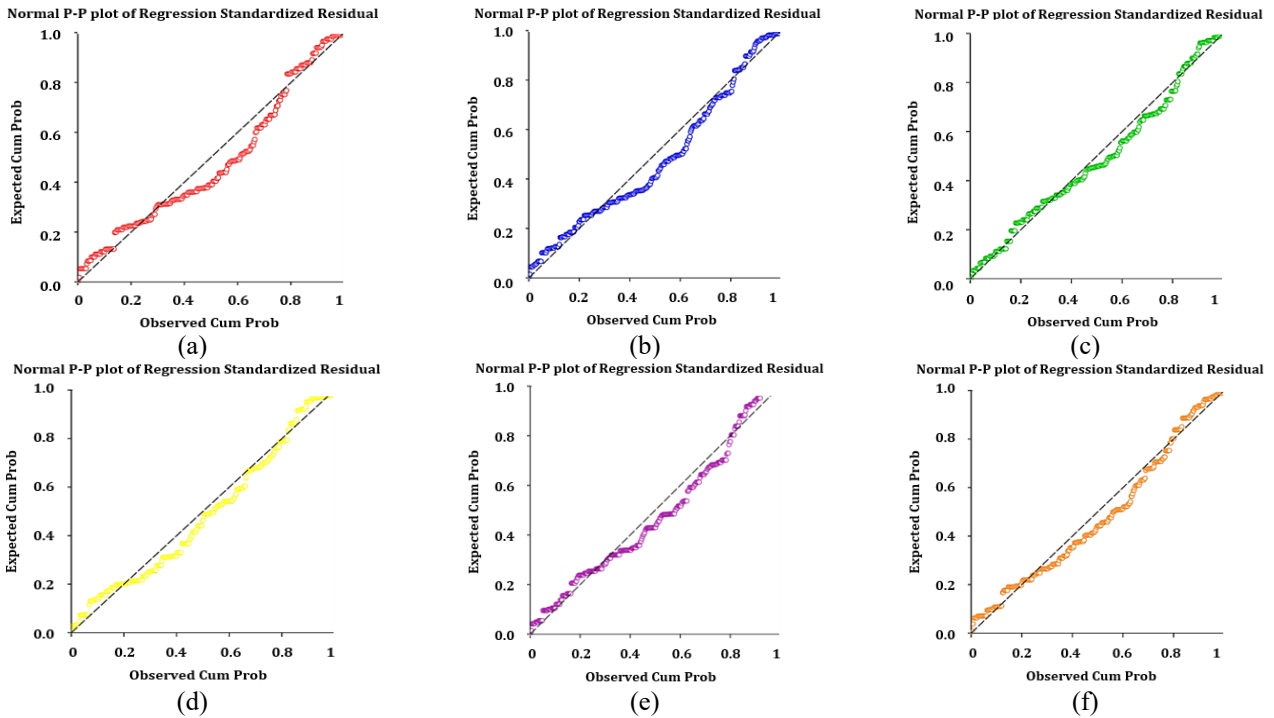 Normal P-P plot of Regression Standardized Residual
1.0
0.8
0.6
0.4
0.2
0.0
Expected Cum Prob
0 0.2 0.4 0.6 0.8 1
Observed Cum Prob
(a)
Normal P-P plot of Regression Standardized Residual
1.0
0.8
0.6
0.4
0.2
0.0
Expected Cum Prob
0 0.2 0.4 0.6 0.8 1
Observed Cum Prob
(b)
Normal P-P plot of Regression Standardized Residual
1.0
0.8
0.6
0.4
0.2
0.0
Expected Cum Prob
0 0.2 0.4 0.6 0.8 1
Observed Cum Prob
(c)
Normal P-P plot of Regression Standardized Residual
1.0
0.8
0.6
0.4
0.2
0.0
Expected Cum Prob
0 0.2 0.4 0.6 0.8 1
Observed Cum Prob
(d)
Normal P-P plot of Regression Standardized Residual
1.0
0.8
0.6
0.4
0.2
0.0
Expected Cum Prob
0 0.2 0.4 0.6 0.8 1
Observed Cum Prob
(e)
Normal P-P plot of Regression Standardized Residual
1.0
0.8
0.6
0.4
0.2
0.0
Expected Cum Prob
0 0.2 0.4 0.6 0.8 1
Observed Cum Prob
(f)